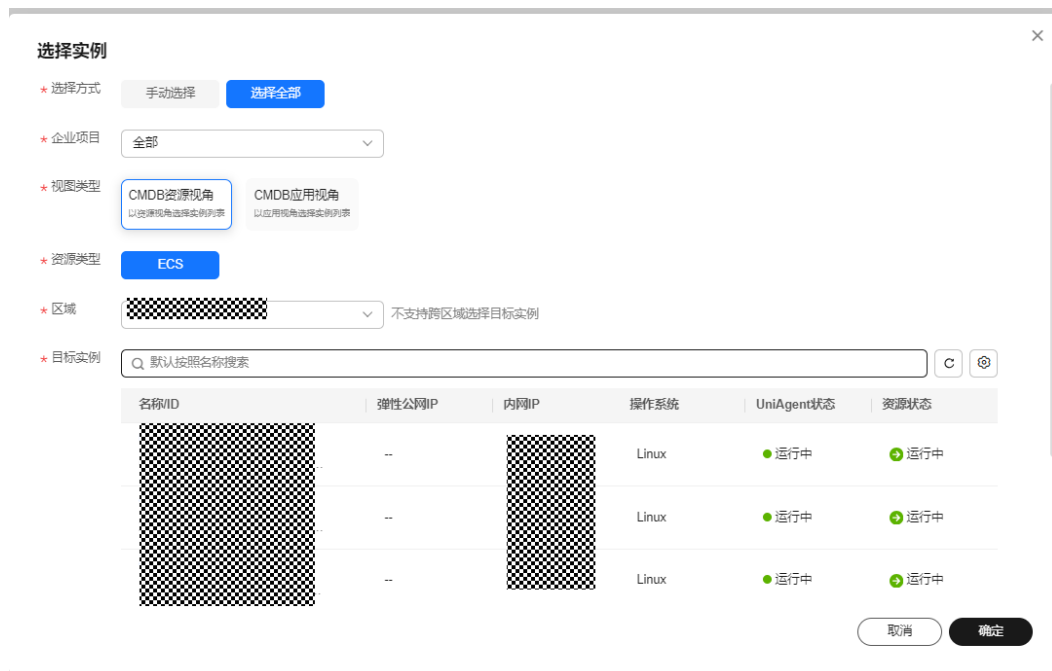 选择实例
* 选择方式 手动选择 选择全部
* 企业项目 全部
* 视图类型 CMDB资源视角 CMDB应用视角
以资源视角选择实例列表 以应用视角选择实例列表
* 资源类型 ECS
* 区域 不支持跨区域选择目标实例
* 目标实例 默认按照名称搜索
名称/ID 弹性公网IP 内网IP 操作系统 UniAgent状态 资源状态
-- Linux 运行中 运行中
-- Linux 运行中 运行中
-- Linux 运行中 运行中
取消 确定